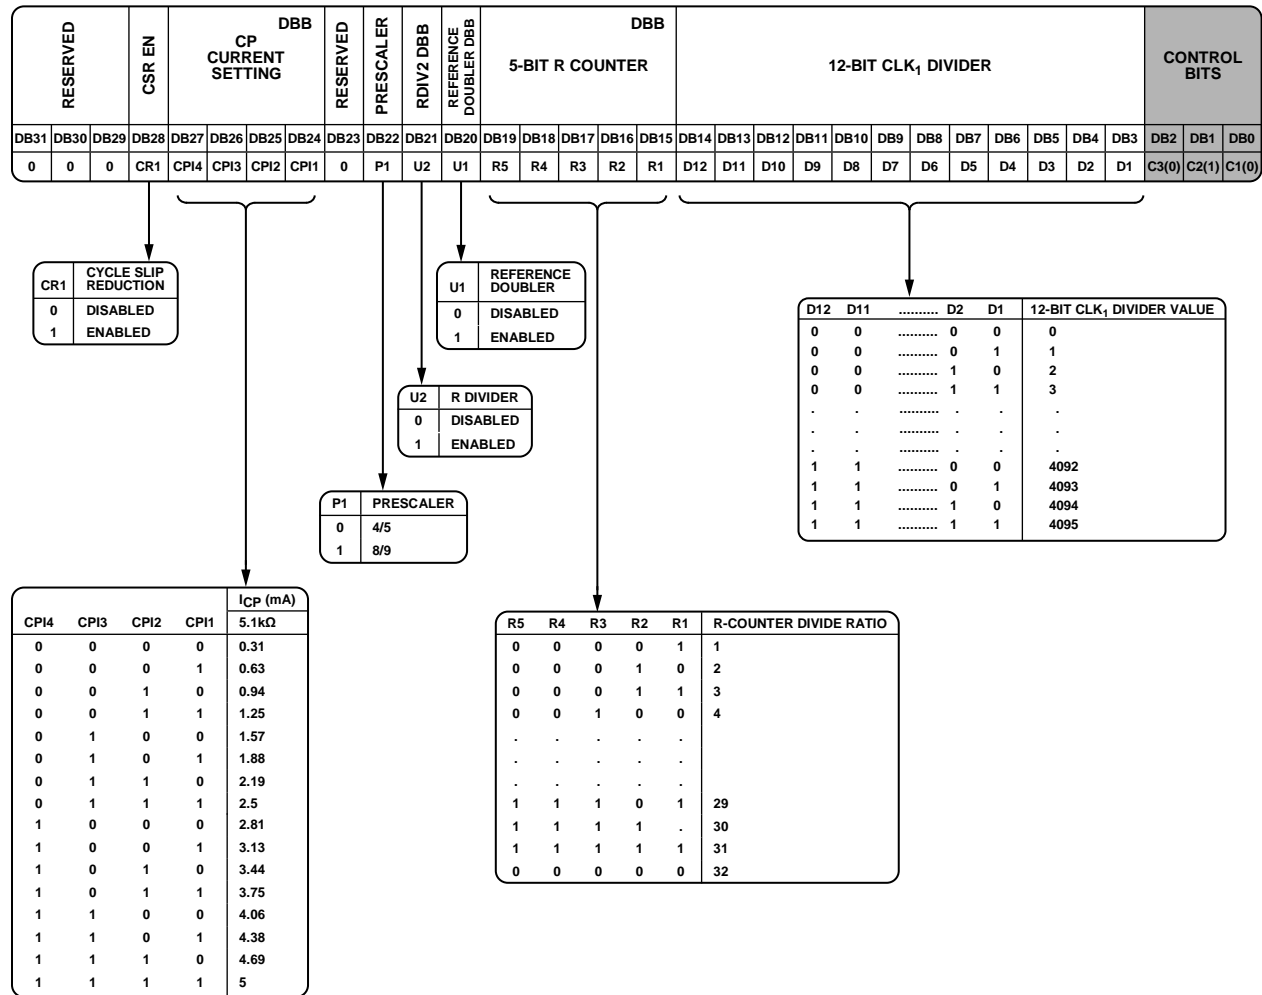 RESERVED
CSR EN
DBB
CP
CURRENT
SETTING
RESERVED
PRESCALER
RDIV2 DBB
REFERENCE
DOUBLER DBB
DBB
5-BIT R COUNTER
12-BIT CLK1 DIVIDER
CONTROL
BITS
DB31 DB30 DB29 DB28 DB27 DB26 DB25 DB24 DB23 DB22 DB21 DB20 DB19 DB18 DB17 DB16 DB15 DB14 DB13 DB12 DB11 DB10 DB9 DB8 DB7 DB6 DB5 DB4 DB3 DB2 DB1 DB0
0 0 0 CR1 CPI4 CPI3 CPI2 CPI1 0 P1 U2 U1 R5 R4 R3 R2 R1 D12 D11 D10 D9 D8 D7 D6 D5 D4 D3 D2 D1 C3(0) C2(1) C1(0)
CR1 CYCLE SLIP
REDUCTION
0 DISABLED
1 ENABLED
U1 REFERENCE
DOUBLER
0 DISABLED
1 ENABLED
U2 R DIVIDER
0 DISABLED
1 ENABLED
P1 PRESCALER
0 4/5
1 8/9
D12 D11 .......... D2 D1 12-BIT CLK1 DIVIDER VALUE
0 0 .......... 0 0 0
0 0 .......... 0 1 1
0 0 .......... 1 0 2
0 0 .......... 1 1 3
. . .......... . . .
. . .......... . . .
. . .......... . . .
1 1 .......... 0 0 4092
1 1 .......... 0 1 4093
1 1 .......... 1 0 4094
1 1 .......... 1 1 4095
ICP (mA)
CPI4 CPI3 CPI2 CPI1 5.1kΩ
0 0 0 0 0.31
0 0 0 1 0.63
0 0 1 0 0.94
0 0 1 1 1.25
0 1 0 0 1.57
0 1 0 1 1.88
0 1 1 0 2.19
0 1 1 1 2.5
1 0 0 0 2.81
1 0 0 1 3.13
1 0 1 0 3.44
1 0 1 1 3.75
1 1 0 0 4.06
1 1 0 1 4.38
1 1 1 0 4.69
1 1 1 1 5
R5 R4 R3 R2 R1 R-COUNTER DIVIDE RATIO
0 0 0 0 1 1
0 0 0 1 0 2
0 0 0 1 1 3
0 0 1 0 0 4
. . . . .
. . . . .
. . . . .
1 1 1 0 1 29
1 1 1 1 . 30
1 1 1 1 1 31
0 0 0 0 0 32